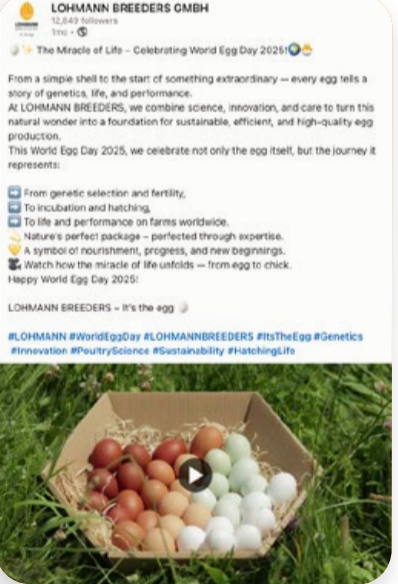 LOHMANN BREEDERS GMBH
12,649 followers
1mo •
The Miracle of Life – Celebrating World Egg Day 2025!
From a simple shell to the start of something extraordinary — every egg tells a
story of genetics, life, and performance.
At LOHMANN BREEDERS, we combine science, innovation, and care to turn this
natural wonder into a foundation for sustainable, efficient, and high-quality egg
production.
This World Egg Day 2025, we celebrate not only the egg itself, but the journey it
represents:
➡️ From genetic selection and fertility,
➡️ To incubation and hatching,
➡️ To life and performance on farms worldwide.
Nature's perfect package – perfected through expertise.
💛 A symbol of nourishment, progress, and new beginnings.
🎥 Watch how the miracle of life unfolds — from egg to chick.
Happy World Egg Day 2025!
LOHMANN BREEDERS – It's the egg 🥚
#LOHMANN #WorldEggDay #LOHMANNBREEDERS #ItsTheEgg #Genetics
#Innovation #PoultryScience #Sustainability #HatchingLife